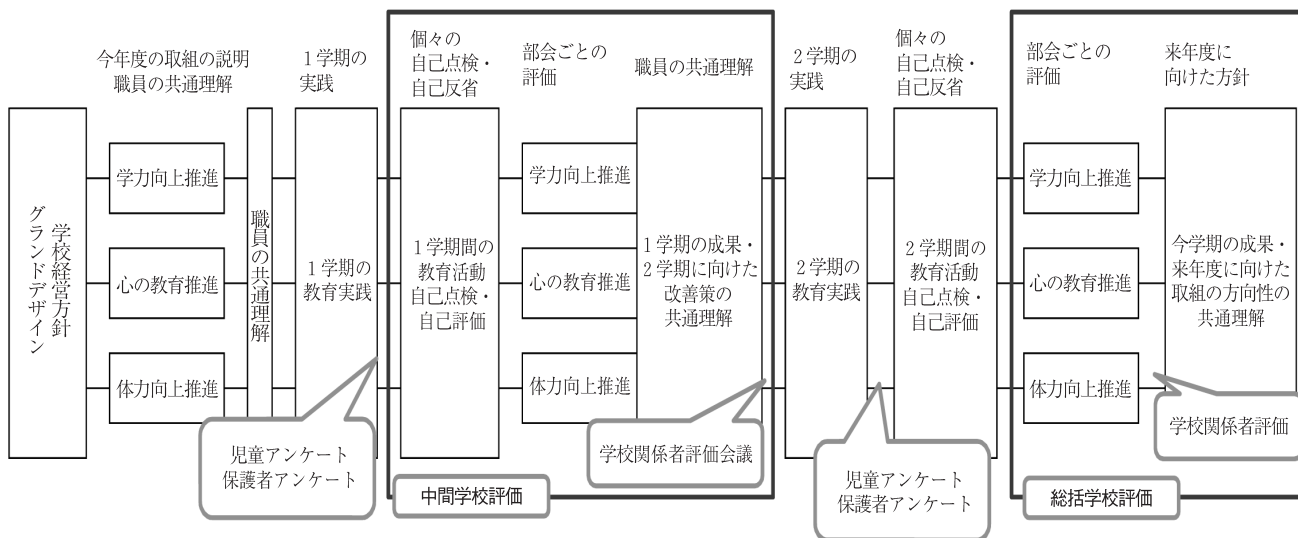 今年度の取組の説明
職員の共通理解
1学期の
実践
個々の
自己点検・
自己反省
部会ごとの
評価
職員の共通理解
2学期の
実践
個々の
自己点検・
自己反省
部会ごとの
評価
来年度に
向けた方針
学校経営方針
グランドデザイン
学力向上推進
心の教育推進
体力向上推進
職員の共通理解
1学期の
教育実践
1学期間の
教育活動
自己点検・
自己評価
学力向上推進
心の教育推進
体力向上推進
1学期の成果・
2学期に向けた
改善策の
共通理解
2学期の
教育実践
2学期間の
教育活動
自己点検・
自己評価
学力向上推進
心の教育推進
体力向上推進
今学期の成果・
来年度に向けた
取組の方向性の
共通理解
児童アンケート
保護者アンケート
学校関係者評価会議
児童アンケート
保護者アンケート
学校関係者評価
中間学校評価
総括学校評価